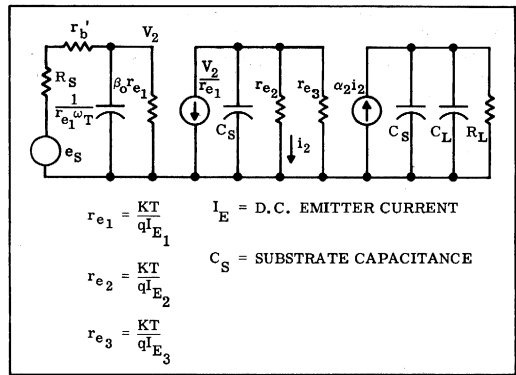 r_b' V_2
R_S
1/(r_e1 ω_T) β_o r_e1
e_S
V_2/r_e1
C_S
r_e2 r_e3
i_2
α_2 i_2
C_S C_L R_L
r_e1 = KT/qI_E1
I_E = D.C. EMITTER CURRENT
r_e2 = KT/qI_E2
C_S = SUBSTRATE CAPACITANCE
r_e3 = KT/qI_E3